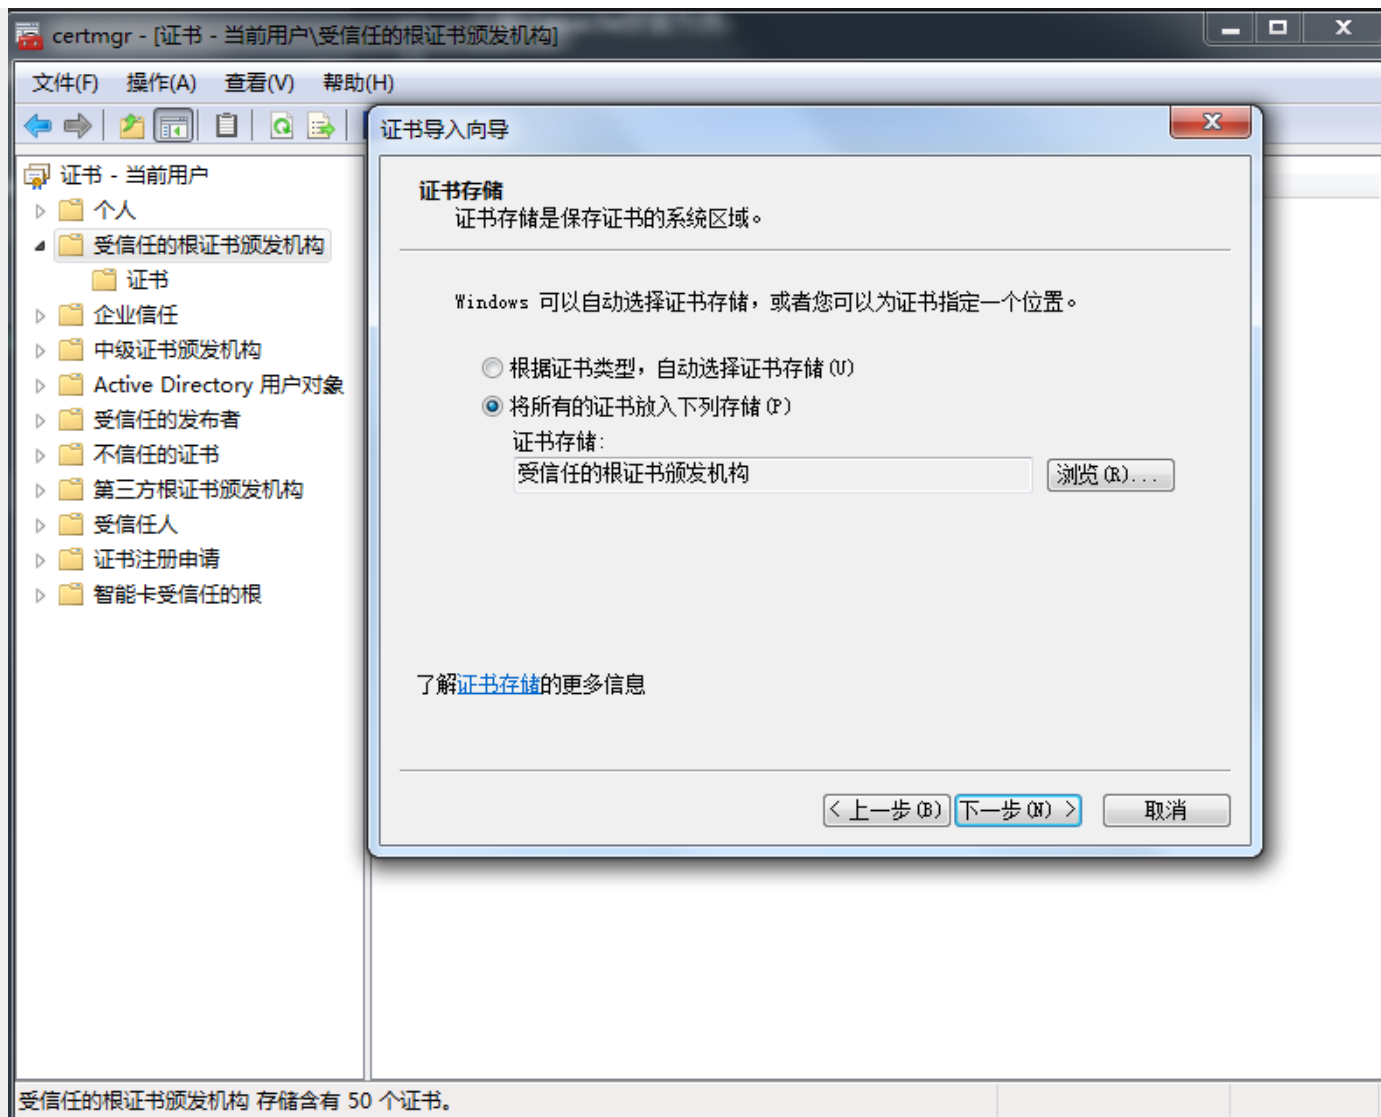 certmgr - [证书 - 当前用户\受信任的根证书颁发机构]
文件(F) 操作(A) 查看(V) 帮助(H)
证书 - 当前用户
个人
受信任的根证书颁发机构
证书
企业信任
中级证书颁发机构
Active Directory 用户对象
受信任的发布者
不信任的证书
第三方根证书颁发机构
受信任人
证书注册申请
智能卡受信任的根
证书导入向导
证书存储
证书存储是保存证书的系统区域。
Windows 可以自动选择证书存储，或者您可以为证书指定一个位置。
根据证书类型，自动选择证书存储(U)
将所有的证书放入下列存储(P)
证书存储:
受信任的根证书颁发机构 浏览(R)...
了解证书存储的更多信息
< 上一步(B) 下一步(N) > 取消
受信任的根证书颁发机构 存储含有 50 个证书。